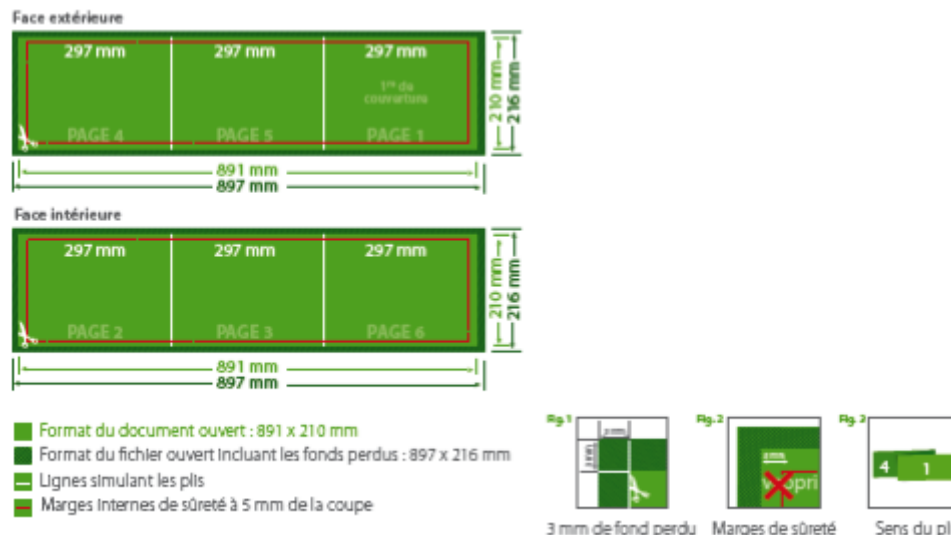 Face extérieure
297 mm 297 mm 297 mm
1re de
couverture
PAGE 4 PAGE 5 PAGE 1
210 mm
216 mm
891 mm
897 mm
Face intérieure
297 mm 297 mm 297 mm
PAGE 2 PAGE 3 PAGE 6
210 mm
216 mm
891 mm
897 mm
Format du document ouvert : 891 x 210 mm
Format du fichier ouvert incluant les fonds perdus : 897 x 216 mm
Lignes simulant les plis
Marges internes de sûreté à 5 mm de la coupe
Fig.1
3 mm de fond perdu
Fig.2
opri
Marges de sûreté
4 1
Sens du pl